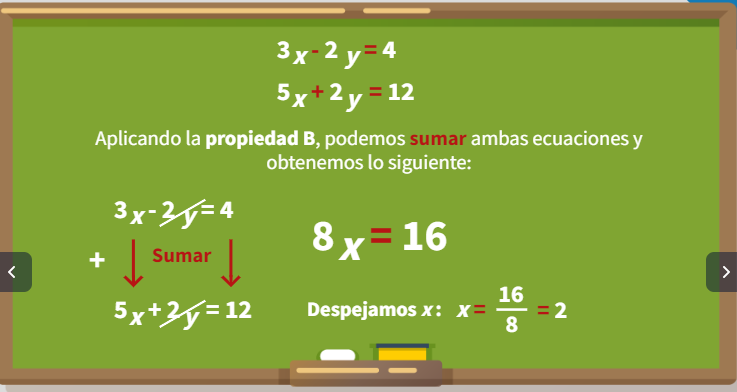 3x - 2y = 4
5x + 2y = 12
Aplicando la propiedad B, podemos sumar ambas ecuaciones y
obtenemos lo siguiente:
3x - 2y = 4
+ Sumar
5x + 2y = 12
8x = 16
Despejamos x: x = 16/8 = 2